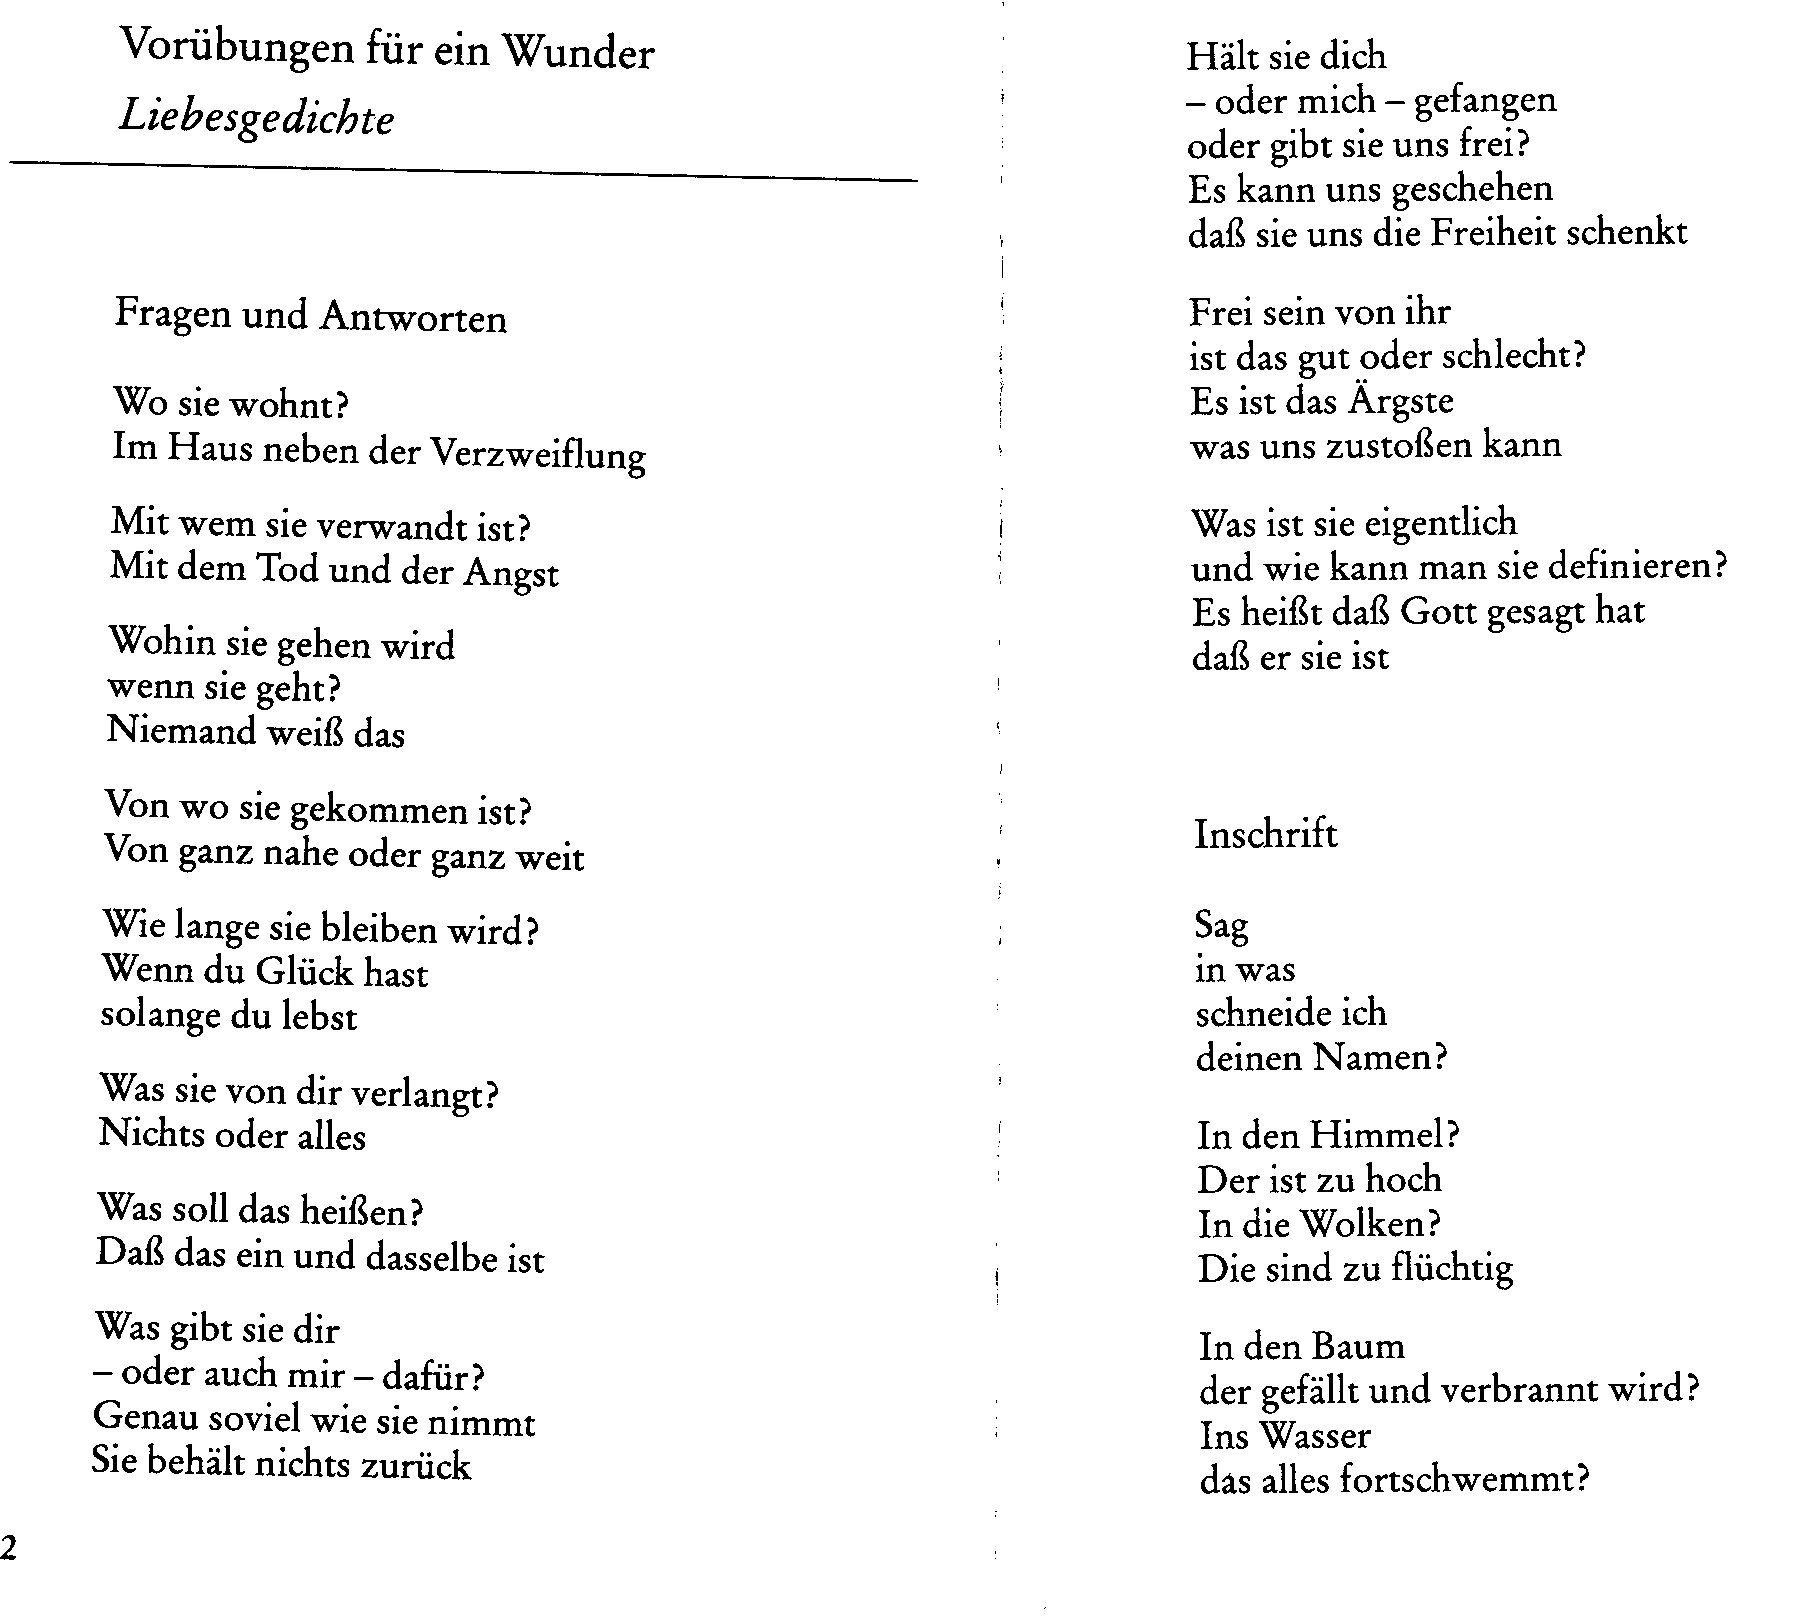 Vorübungen für ein Wunder
Liebesgedichte
Fragen und Antworten
Wo sie wohnt?
Im Haus neben der Verzweiflung
Mit wem sie verwandt ist?
Mit dem Tod und der Angst
Wohin sie gehen wird
wenn sie geht?
Niemand weiß das
Von wo sie gekommen ist?
Von ganz nahe oder ganz weit
Wie lange sie bleiben wird?
Wenn du Glück hast
solange du lebst
Was sie von dir verlangt?
Nichts oder alles
Was soll das heißen?
Daß das ein und dasselbe ist
Was gibt sie dir
– oder auch mir – dafür?
Genau soviel wie sie nimmt
Sie behält nichts zurück
2
Hält sie dich
– oder mich – gefangen
oder gibt sie uns frei?
Es kann uns geschehen
daß sie uns die Freiheit schenkt
Frei sein von ihr
ist das gut oder schlecht?
Es ist das Ärgste
was uns zustoßen kann
Was ist sie eigentlich
und wie kann man sie definieren?
Es heißt daß Gott gesagt hat
daß er sie ist
Inschrift
Sag
in was
schneide ich
deinen Namen?
In den Himmel?
Der ist zu hoch
In die Wolken?
Die sind zu flüchtig
In den Baum
der gefällt und verbrannt wird?
Ins Wasser
das alles fortschwemmt?